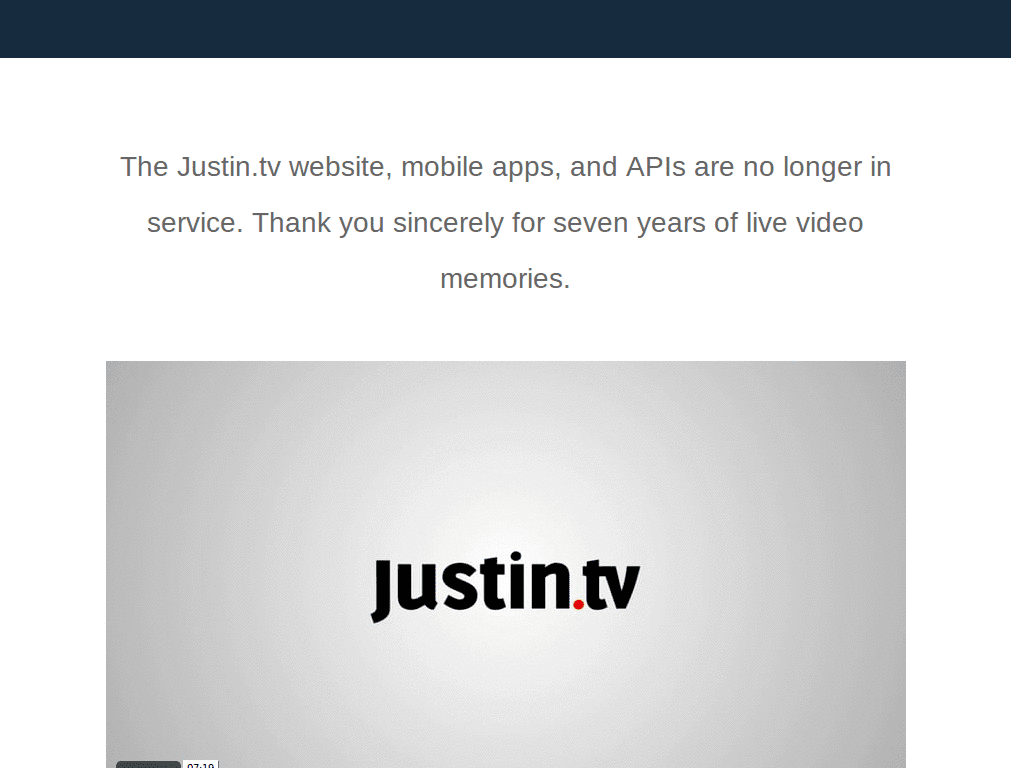 The Justin.tv website, mobile apps, and APIs are no longer in
service. Thank you sincerely for seven years of live video
memories.
Justin.tv
07:19